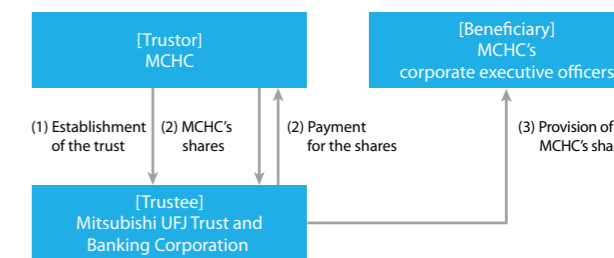 [Trustor]
MCHC
[Beneficiary]
MCHC's
corporate executive officers
(1) Establishment
of the trust
(2) MCHC's
shares
(2) Payment
for the shares
(3) Provision of
MCHC's
[Trustee]
Mitsubishi UFJ Trust and
Banking Corporation